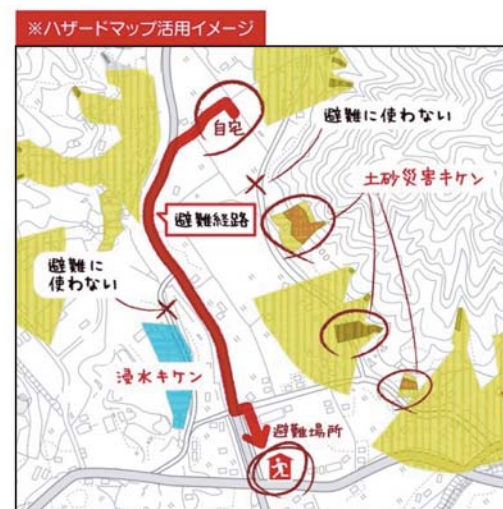 ※ハザードマップ活用イメージ
自宅
避難に使わない
土砂災害キケン
避難経路
避難に
使わない
浸水キケン
避難場所